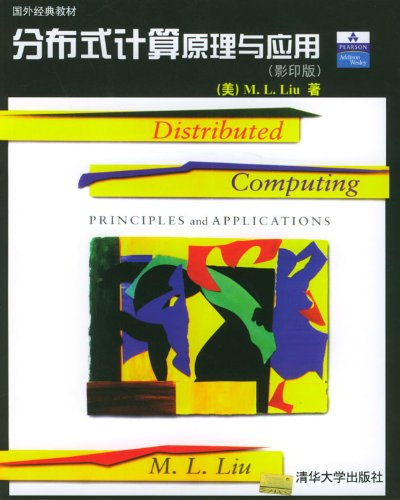 国外经典教材
分布式计算原理与应用
(影印版)
PEARSON
Addison
Wesley
(美) M. L. Liu 著
Distributed
Computing
PRINCIPLES and APPLICATIONS
M. L. Liu
清华大学出版社